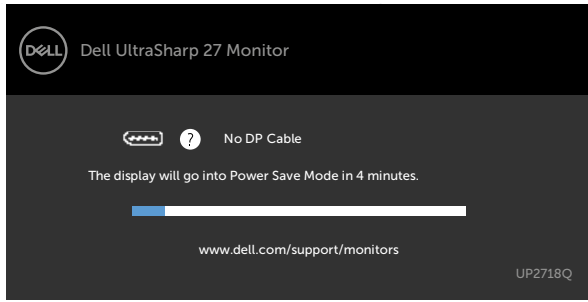 DELL
Dell UltraSharp 27 Monitor
? No DP Cable
The display will go into Power Save Mode in 4 minutes.
www.dell.com/support/monitors
UP2718Q